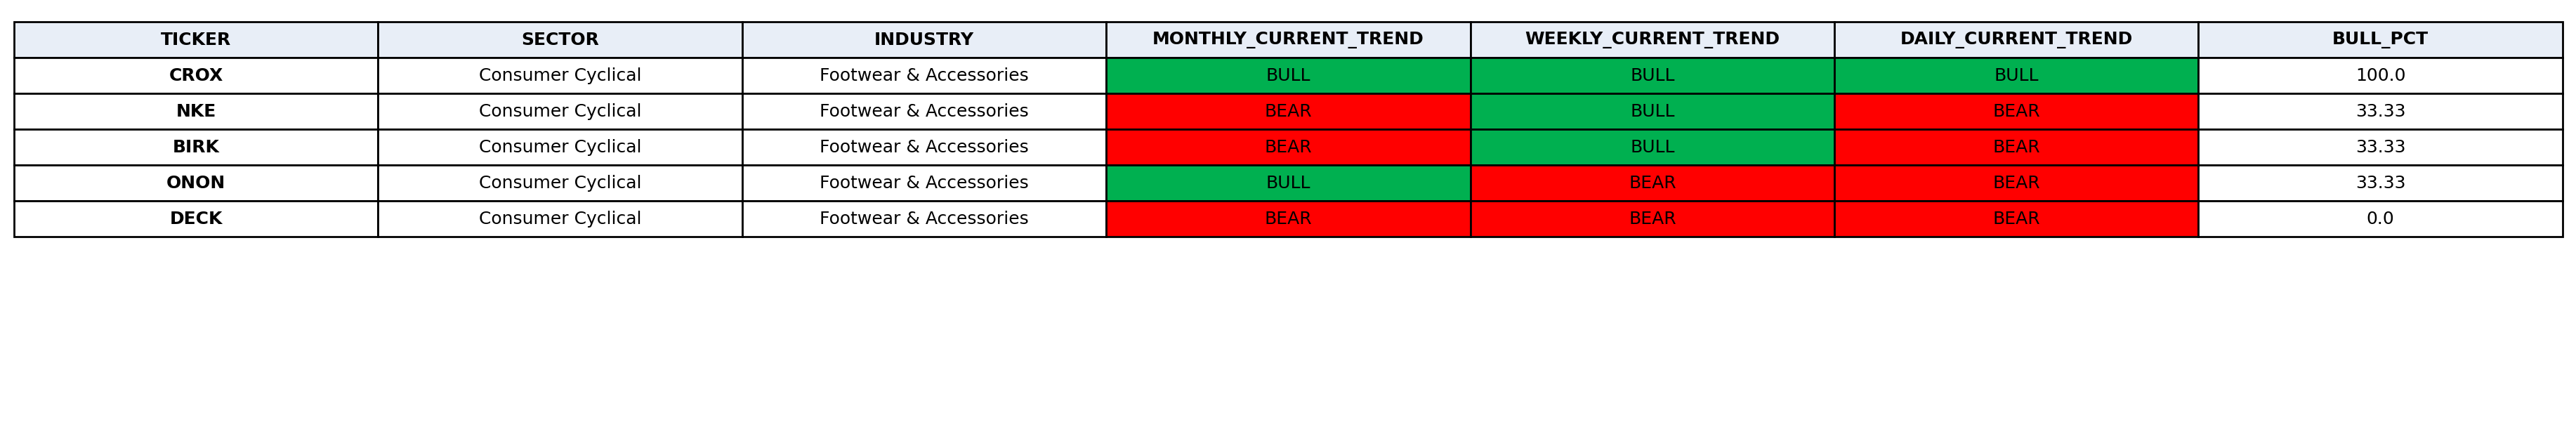 TICKER SECTOR INDUSTRY MONTHLY_CURRENT_TREND WEEKLY_CURRENT_TREND DAILY_CURRENT_TREND BULL_PCT
CROX Consumer Cyclical Footwear & Accessories BULL BULL BULL 100.0
NKE Consumer Cyclical Footwear & Accessories BEAR BULL BEAR 33.33
BIRK Consumer Cyclical Footwear & Accessories BEAR BULL BEAR 33.33
ONON Consumer Cyclical Footwear & Accessories BULL BEAR BEAR 33.33
DECK Consumer Cyclical Footwear & Accessories BEAR BEAR BEAR 0.0